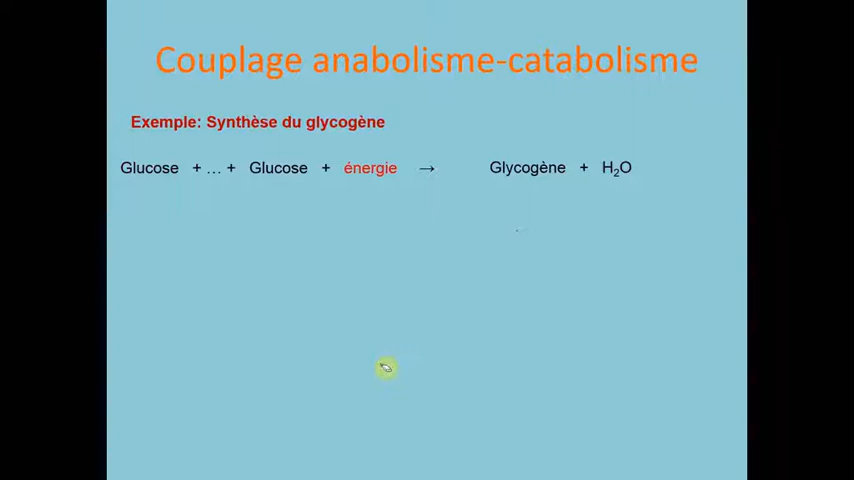 Couplage anabolisme-catabolisme
Exemple: Synthèse du glycogène
Glucose + ... + Glucose + énergie → Glycogène + H₂O